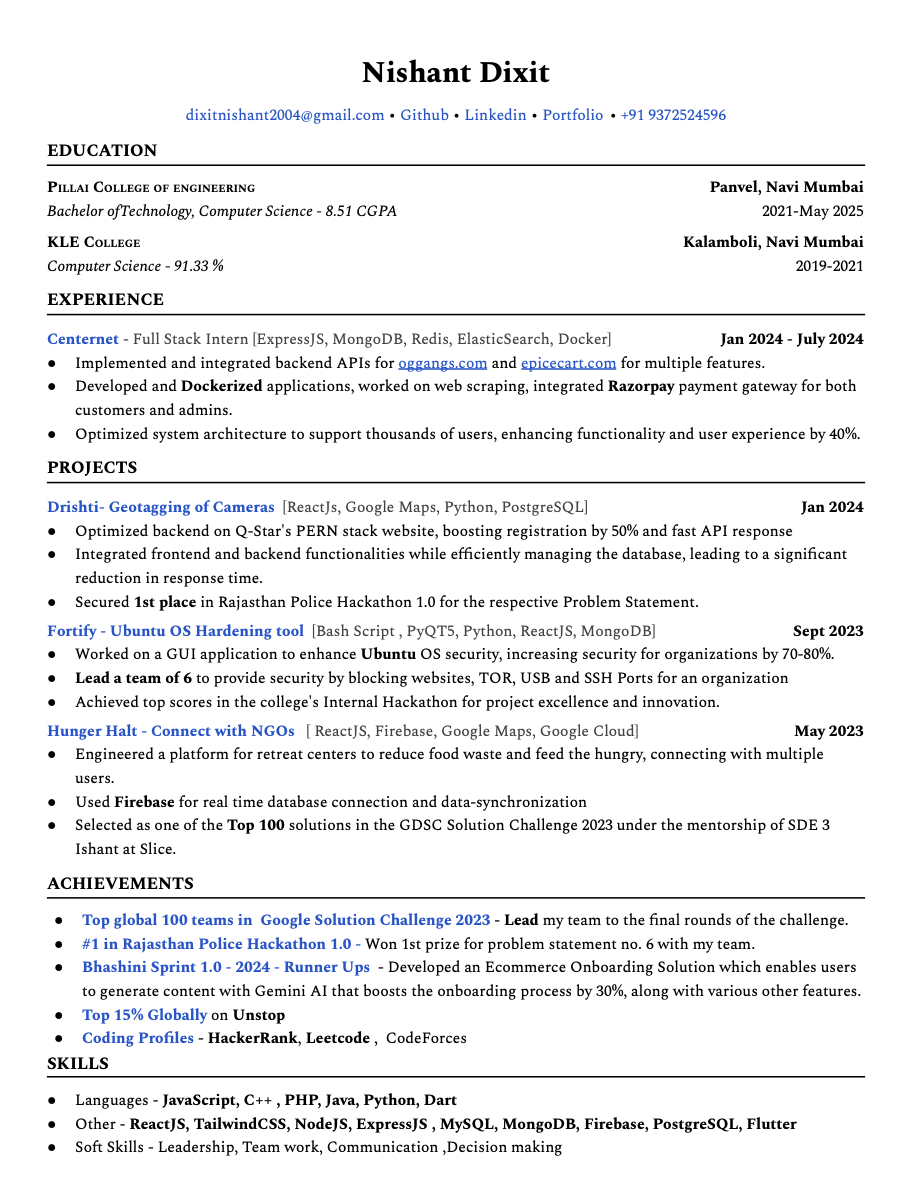 Nishant Dixit
dixitnishant2004@gmail.com • Github • Linkedin • Portfolio • +91 9372524596
EDUCATION
Pillai College of engineering Panvel, Navi Mumbai
Bachelor ofTechnology, Computer Science - 8.51 CGPA 2021-May 2025
KLE College Kalamboli, Navi Mumbai
Computer Science - 91.33 % 2019-2021
EXPERIENCE
Centernet - Full Stack Intern [ExpressJS, MongoDB, Redis, ElasticSearch, Docker] Jan 2024 - July 2024
● Implemented and integrated backend APIs for oggangs.com and epicecart.com for multiple features.
● Developed and Dockerized applications, worked on web scraping, integrated Razorpay payment gateway for both
customers and admins.
● Optimized system architecture to support thousands of users, enhancing functionality and user experience by 40%.
PROJECTS
Drishti- Geotagging of Cameras [ReactJs, Google Maps, Python, PostgreSQL] Jan 2024
● Optimized backend on Q-Star's PERN stack website, boosting registration by 50% and fast API response
● Integrated frontend and backend functionalities while efficiently managing the database, leading to a significant
reduction in response time.
● Secured 1st place in Rajasthan Police Hackathon 1.0 for the respective Problem Statement.
Fortify - Ubuntu OS Hardening tool [Bash Script , PyQT5, Python, ReactJS, MongoDB] Sept 2023
● Worked on a GUI application to enhance Ubuntu OS security, increasing security for organizations by 70-80%.
● Lead a team of 6 to provide security by blocking websites, TOR, USB and SSH Ports for an organization
● Achieved top scores in the college's Internal Hackathon for project excellence and innovation.
Hunger Halt - Connect with NGOs [ ReactJS, Firebase, Google Maps, Google Cloud] May 2023
● Engineered a platform for retreat centers to reduce food waste and feed the hungry, connecting with multiple
users.
● Used Firebase for real time database connection and data-synchronization
● Selected as one of the Top 100 solutions in the GDSC Solution Challenge 2023 under the mentorship of SDE 3
Ishant at Slice.
ACHIEVEMENTS
● Top global 100 teams in Google Solution Challenge 2023 - Lead my team to the final rounds of the challenge.
● #1 in Rajasthan Police Hackathon 1.0 - Won 1st prize for problem statement no. 6 with my team.
● Bhashini Sprint 1.0 - 2024 - Runner Ups - Developed an Ecommerce Onboarding Solution which enables users
to generate content with Gemini AI that boosts the onboarding process by 30%, along with various other features.
● Top 15% Globally on Unstop
● Coding Profiles - HackerRank, Leetcode , CodeForces
SKILLS
● Languages - JavaScript, C++ , PHP, Java, Python, Dart
● Other - ReactJS, TailwindCSS, NodeJS, ExpressJS , MySQL, MongoDB, Firebase, PostgreSQL, Flutter
● Soft Skills - Leadership, Team work, Communication ,Decision making